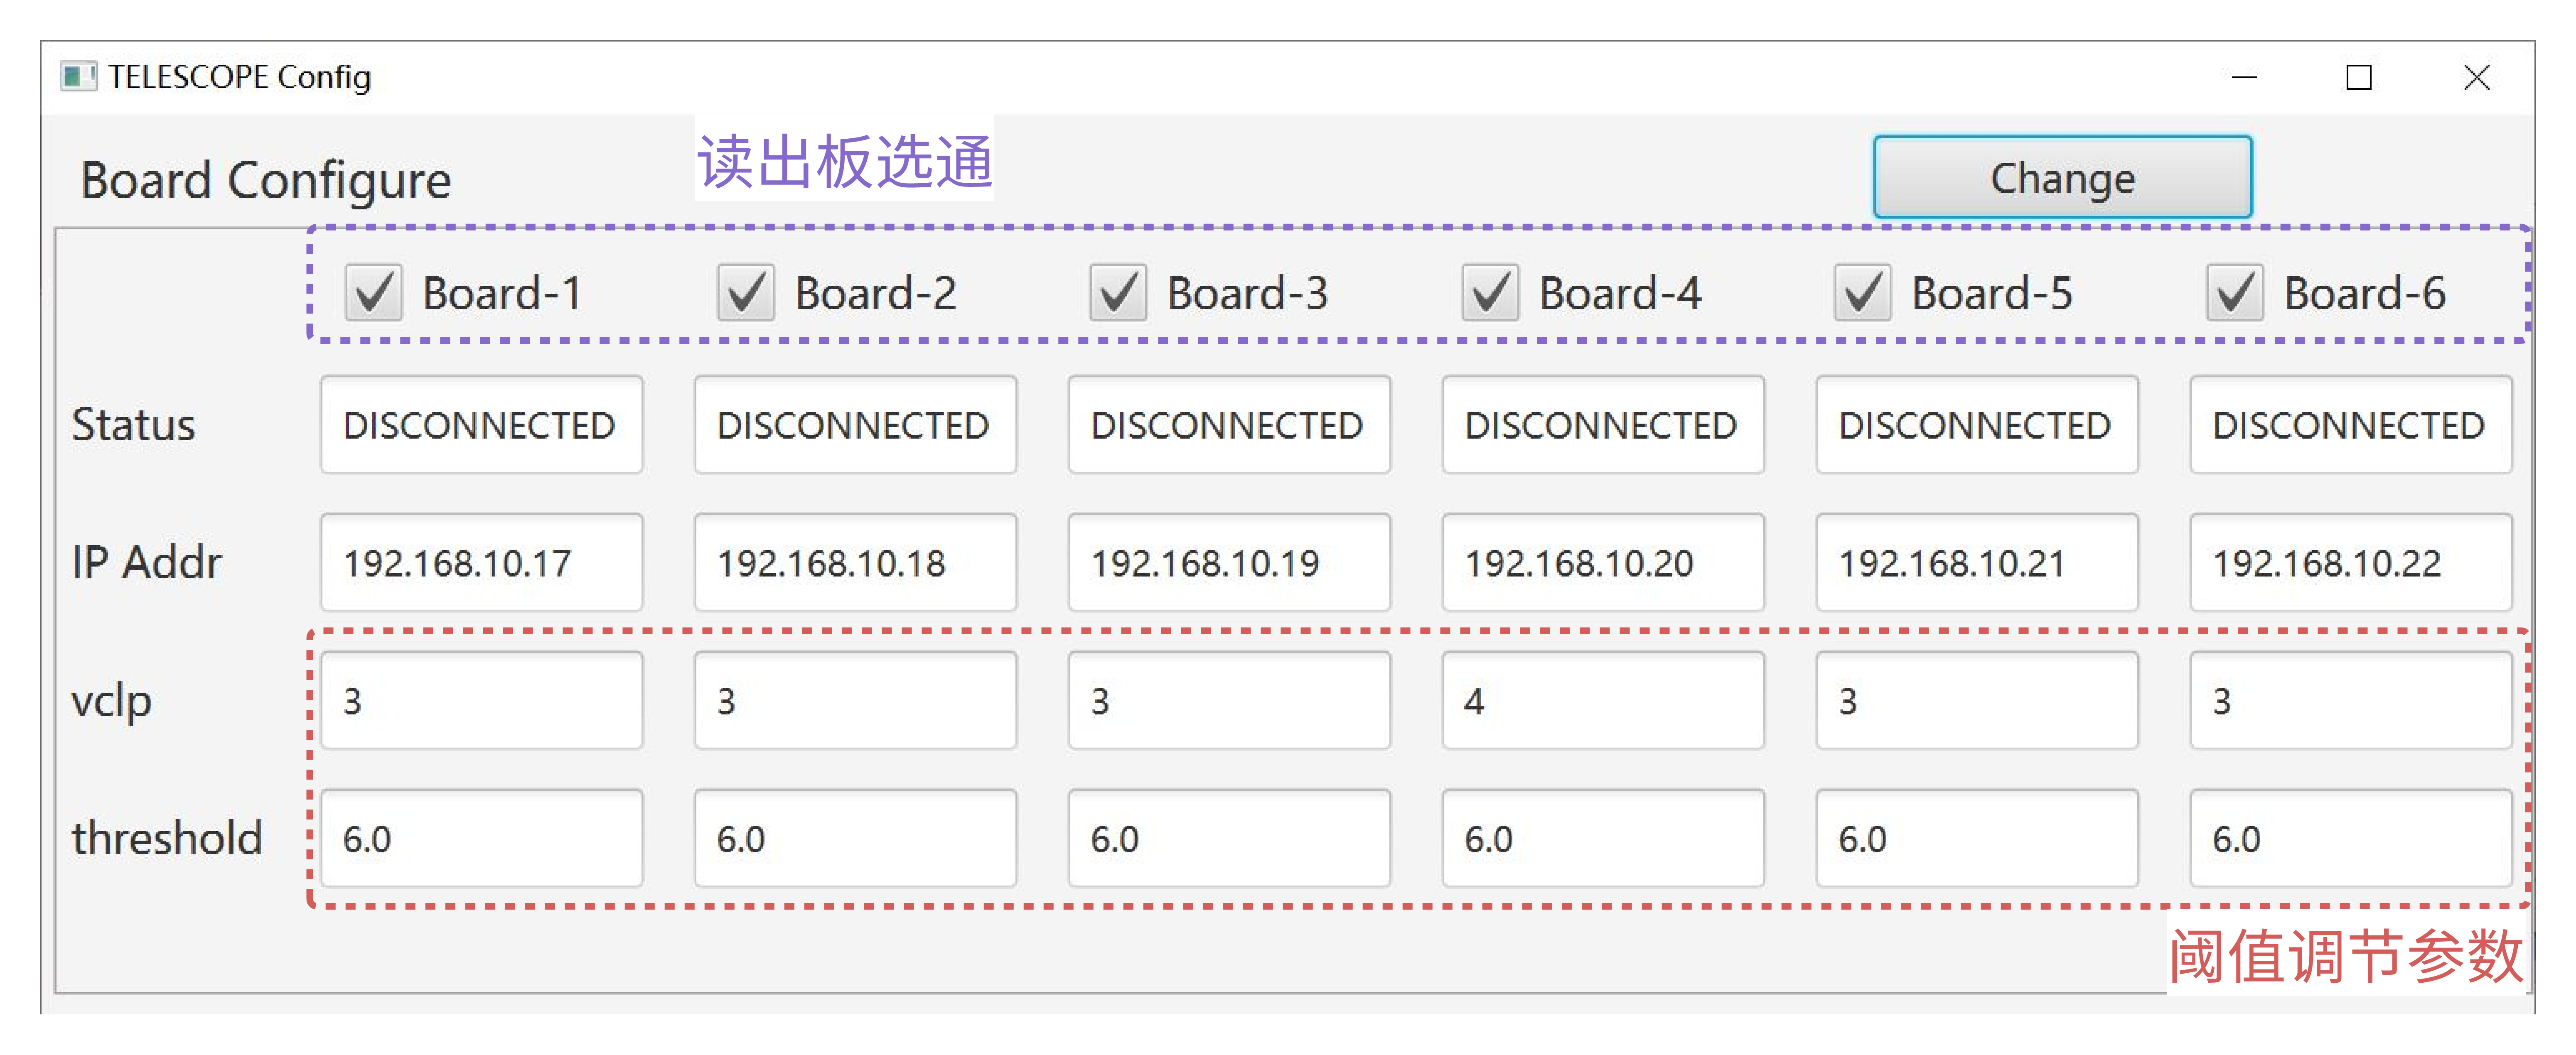 TELESCOPE Config
Board Configure
读出板选通
Change
Board-1 Board-2 Board-3 Board-4 Board-5 Board-6
Status DISCONNECTED DISCONNECTED DISCONNECTED DISCONNECTED DISCONNECTED DISCONNECTED
IP Addr 192.168.10.17 192.168.10.18 192.168.10.19 192.168.10.20 192.168.10.21 192.168.10.22
vclp 3 3 3 4 3 3
threshold 6.0 6.0 6.0 6.0 6.0 6.0
阈值调节参数